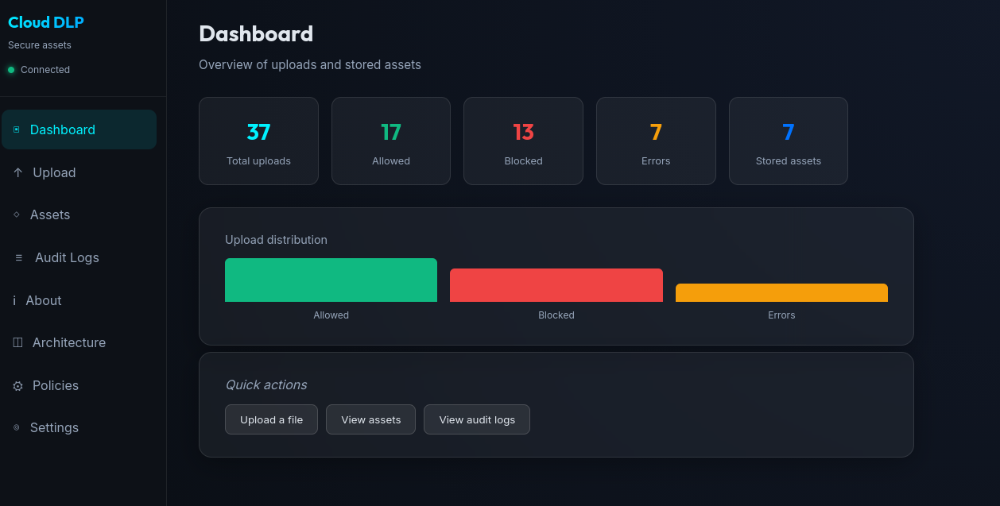 Cloud DLP
Secure assets
Connected
Dashboard
Upload
Assets
Audit Logs
i About
Architecture
Policies
Settings
Dashboard
Overview of uploads and stored assets
37
Total uploads
17
Allowed
13
Blocked
7
Errors
7
Stored assets
Upload distribution
Allowed
Blocked
Errors
Quick actions
Upload a file
View assets
View audit logs